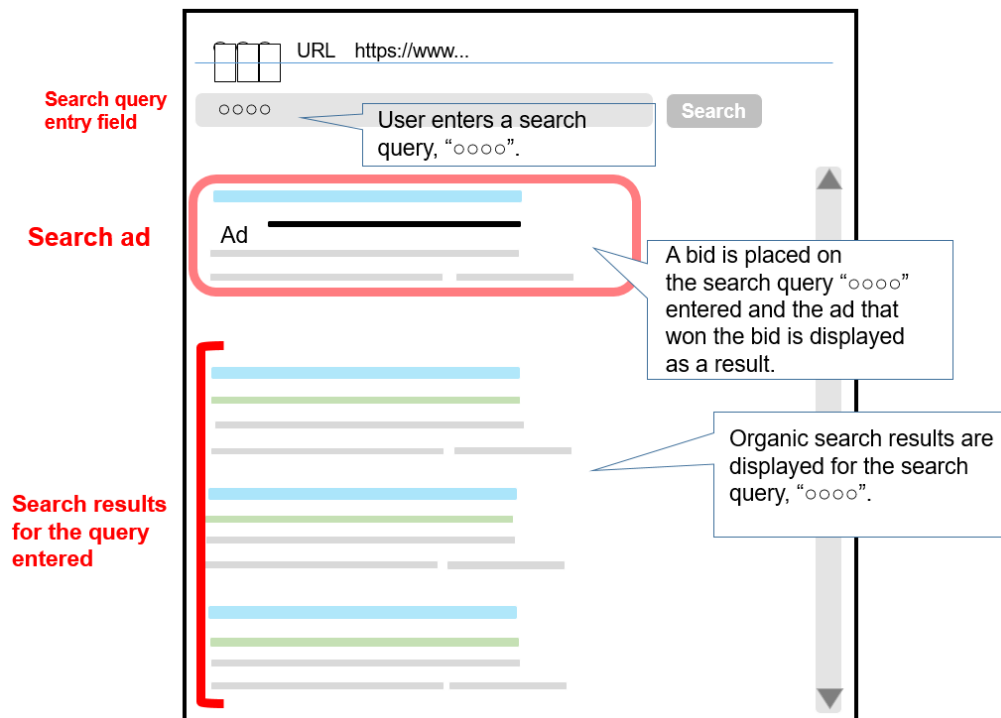 URL https://www...
Search query
entry field
○○○○
Search
User enters a search
query, “○○○○”.
Search ad
Ad
A bid is placed on
the search query “○○○○”
entered and the ad that
won the bid is displayed
as a result.
Organic search results are
displayed for the search
query, “○○○○”.
Search results
for the query
entered